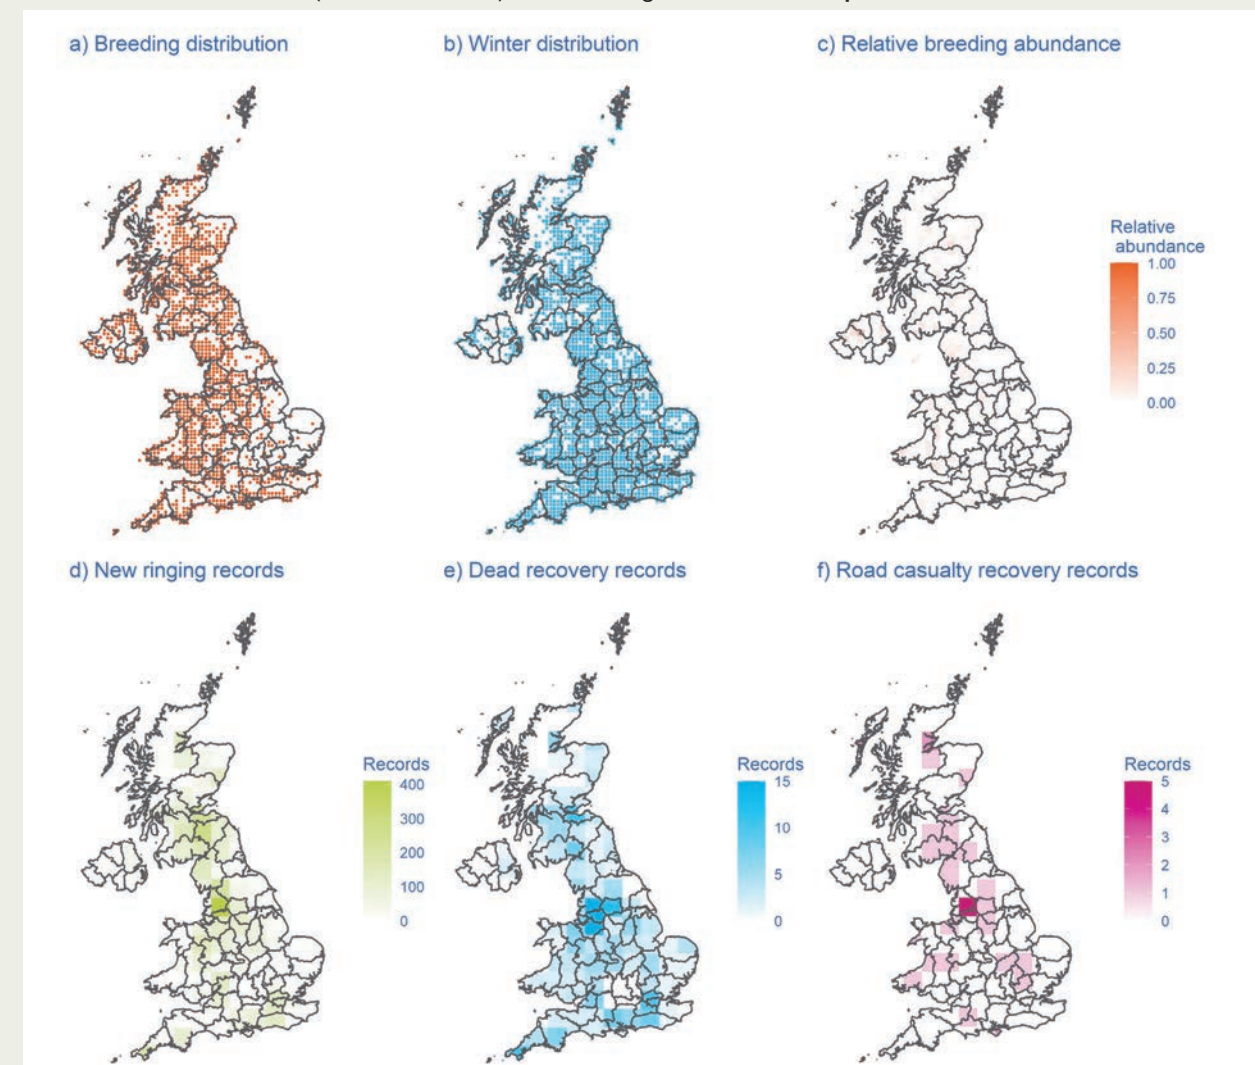 a) Breeding distribution
b) Winter distribution
c) Relative breeding abundance
Relative
abundance
1.00
0.75
0.50
0.25
0.00
d) New ringing records
e) Dead recovery records
f) Road casualty recovery records
Records
400
300
200
100
0
Records
15
10
5
0
Records
5
4
3
2
1
0